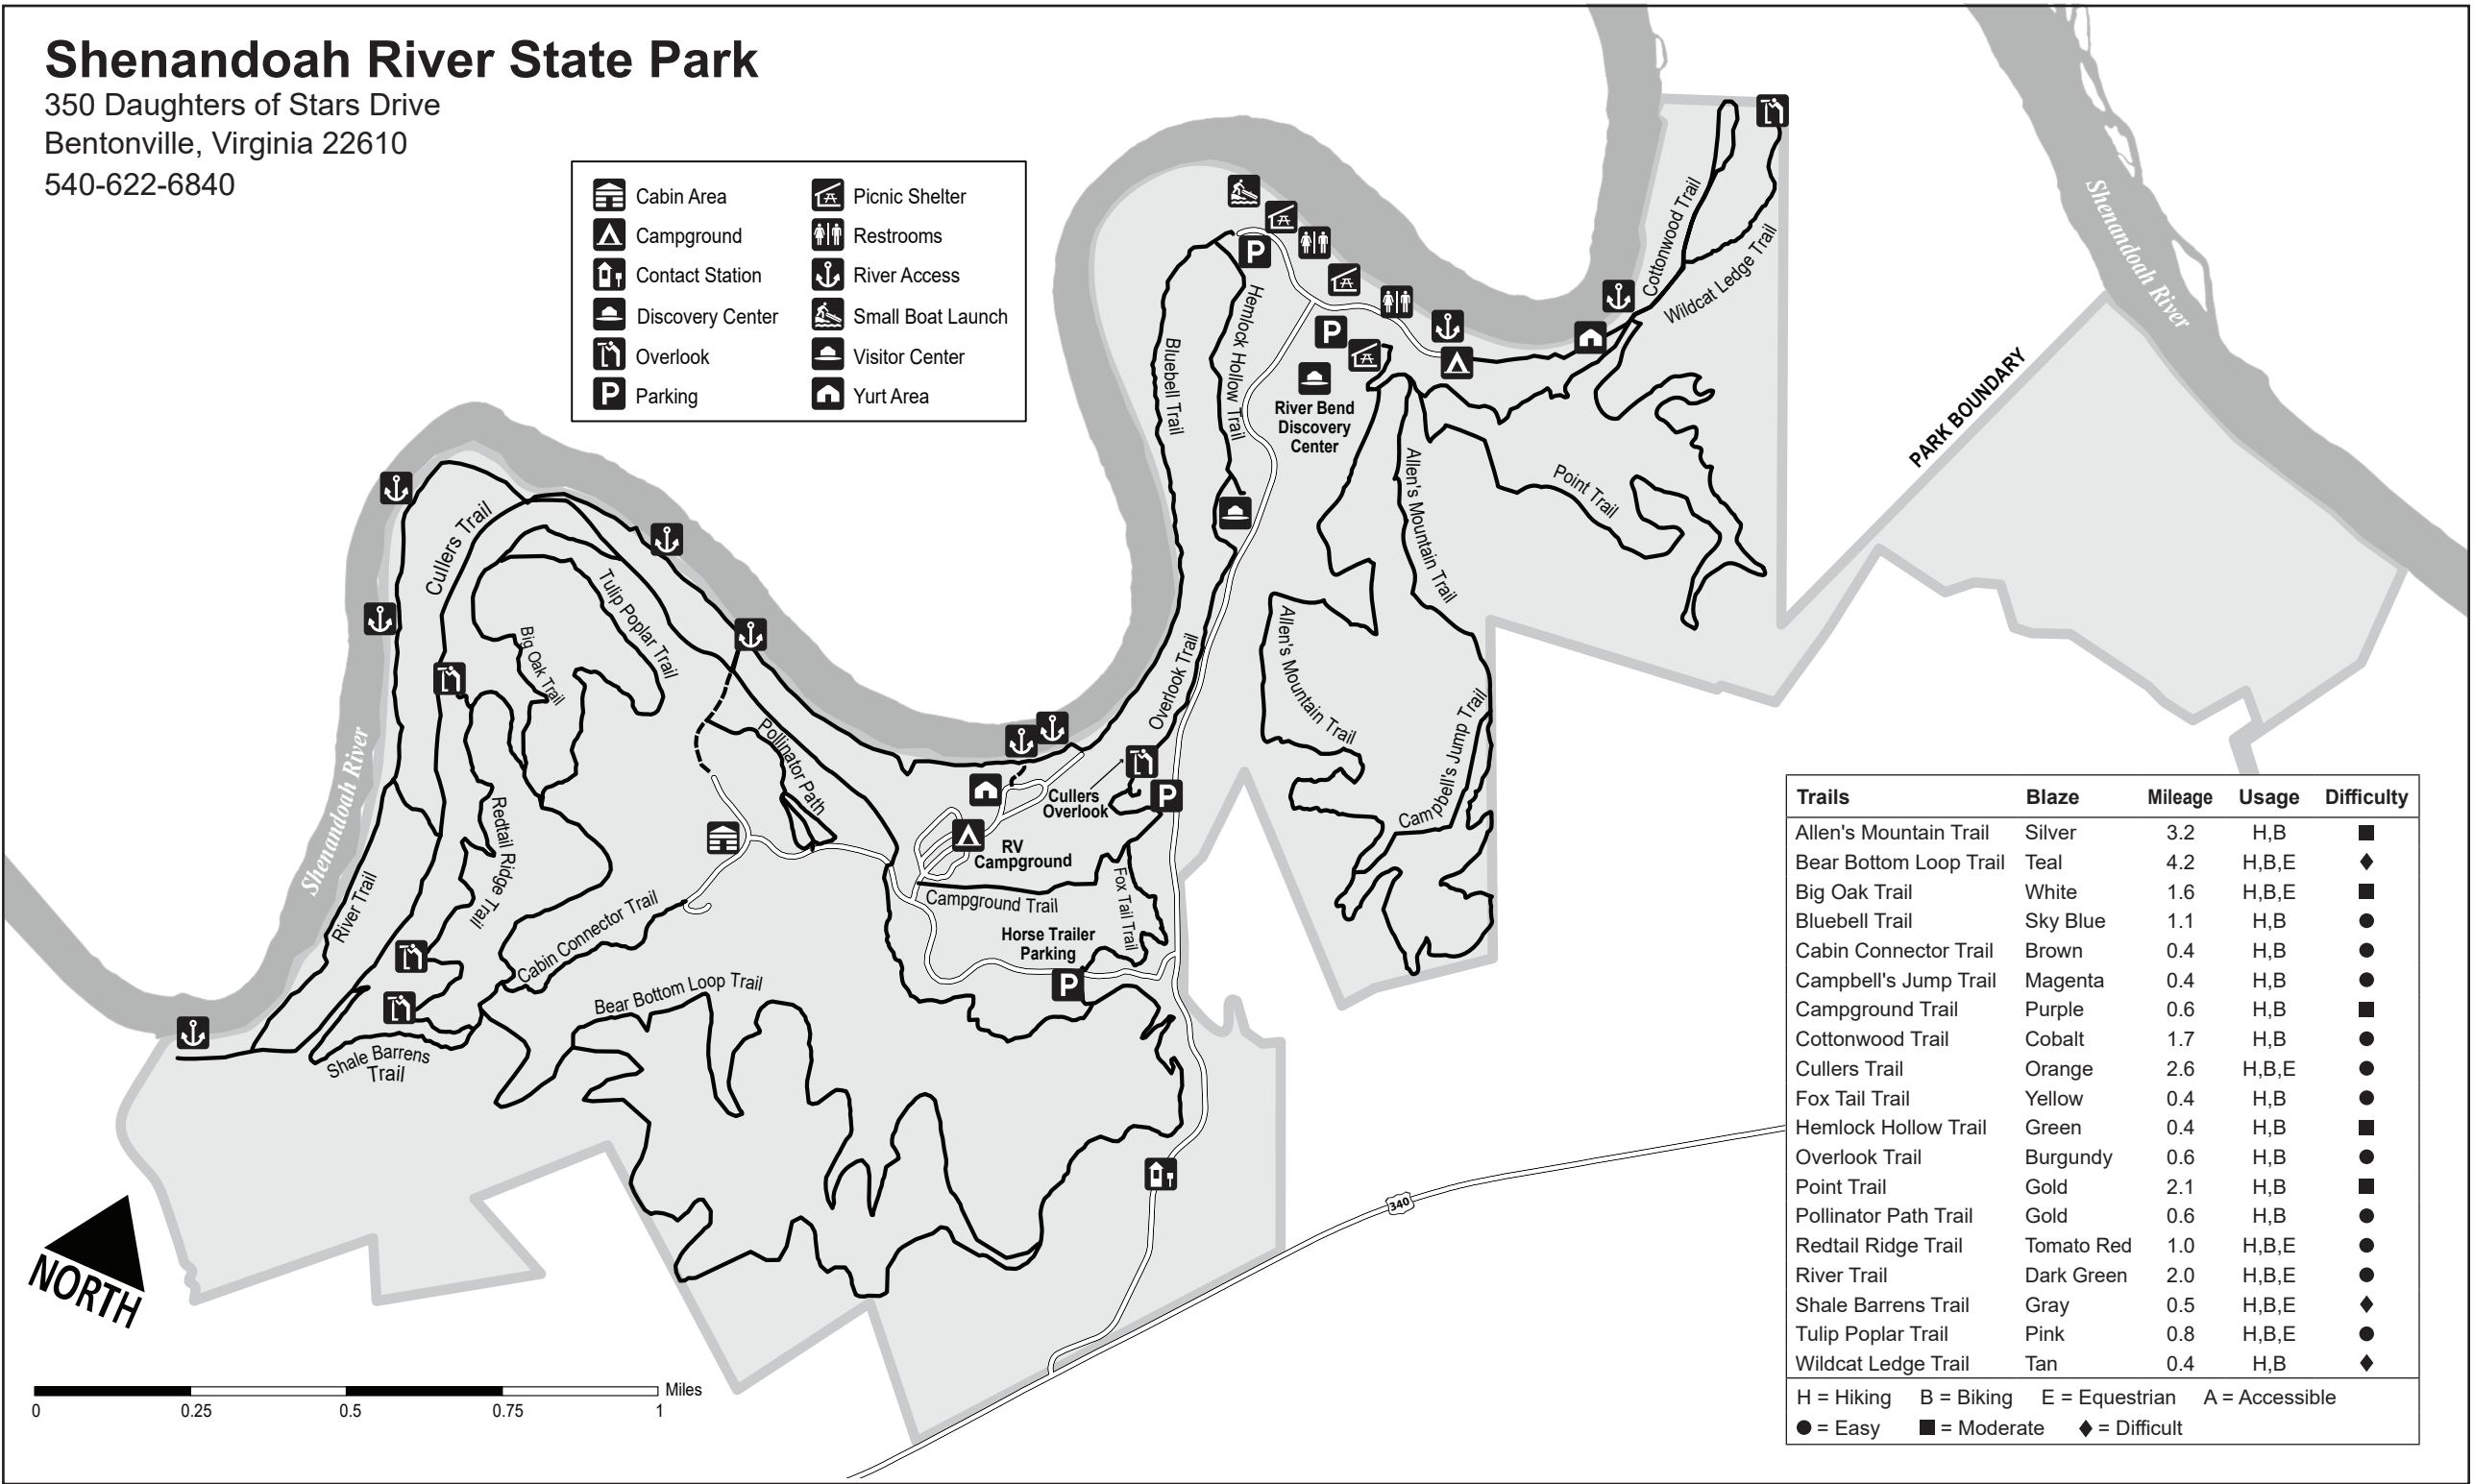 Shenandoah River State Park
350 Daughters of Stars Drive
Bentonville, Virginia 22610
540-622-6840
Cabin Area
Campground
Contact Station
Discovery Center
Overlook
Parking
Picnic Shelter
Restrooms
River Access
Small Boat Launch
Visitor Center
Yurt Area
P
P
P
P
P
Cottonwood Trail
Wildcat Ledge Trail
Shenandoah River
PARK BOUNDARY
Hemlock Hollow Trail
Bluebell Trail
River Bend
Discovery
Center
Allen's Mountain Trail
Point Trail
Cullers Trail
Tulip Poplar Trail
Big Oak Trail
Overlook Trail
Allen's Mountain Trail
Campbell's Jump Trail
Pollinator Path
Cullers
Overlook
RV
Campground
Shenandoah River
Redtail Ridge Trail
River Trail
Cabin Connector Trail
Campground Trail
Fox Tail Trail
Horse Trailer
Parking
Bear Bottom Loop Trail
Shale Barrens
Trail
340
NORTH
Miles
0 0.25 0.5 0.75 1
Trails Blaze Mileage Usage Difficulty
Allen's Mountain Trail Silver 3.2 H,B ■
Bear Bottom Loop Trail Teal 4.2 H,B,E ♦
Big Oak Trail White 1.6 H,B,E ■
Bluebell Trail Sky Blue 1.1 H,B ●
Cabin Connector Trail Brown 0.4 H,B ●
Campbell's Jump Trail Magenta 0.4 H,B ●
Campground Trail Purple 0.6 H,B ■
Cottonwood Trail Cobalt 1.7 H,B ●
Cullers Trail Orange 2.6 H,B,E ●
Fox Tail Trail Yellow 0.4 H,B ●
Hemlock Hollow Trail Green 0.4 H,B ■
Overlook Trail Burgundy 0.6 H,B ●
Point Trail Gold 2.1 H,B ■
Pollinator Path Trail Gold 0.6 H,B ●
Redtail Ridge Trail Tomato Red 1.0 H,B,E ●
River Trail Dark Green 2.0 H,B,E ●
Shale Barrens Trail Gray 0.5 H,B,E ♦
Tulip Poplar Trail Pink 0.8 H,B,E ●
Wildcat Ledge Trail Tan 0.4 H,B ♦
H = Hiking B = Biking E = Equestrian A = Accessible
● = Easy ■ = Moderate ♦ = Difficult